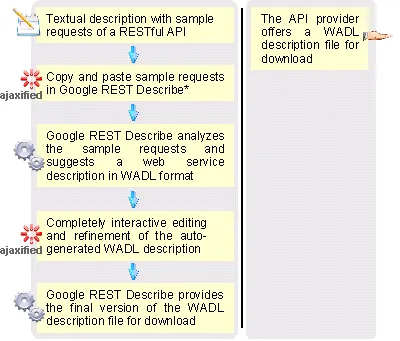 Textual description with sample
requests of a RESTful API
ajaxified
Copy and paste sample requests
in Google REST Describe*
Google REST Describe analyzes
the sample requests and
suggests a web service
description in WADL format
ajaxified
Completely interactive editing
and refinement of the auto-
generated WADL description
Google REST Describe provides
the final version of the WADL
description file for download
The API provider
offers a WADL
description file for
download